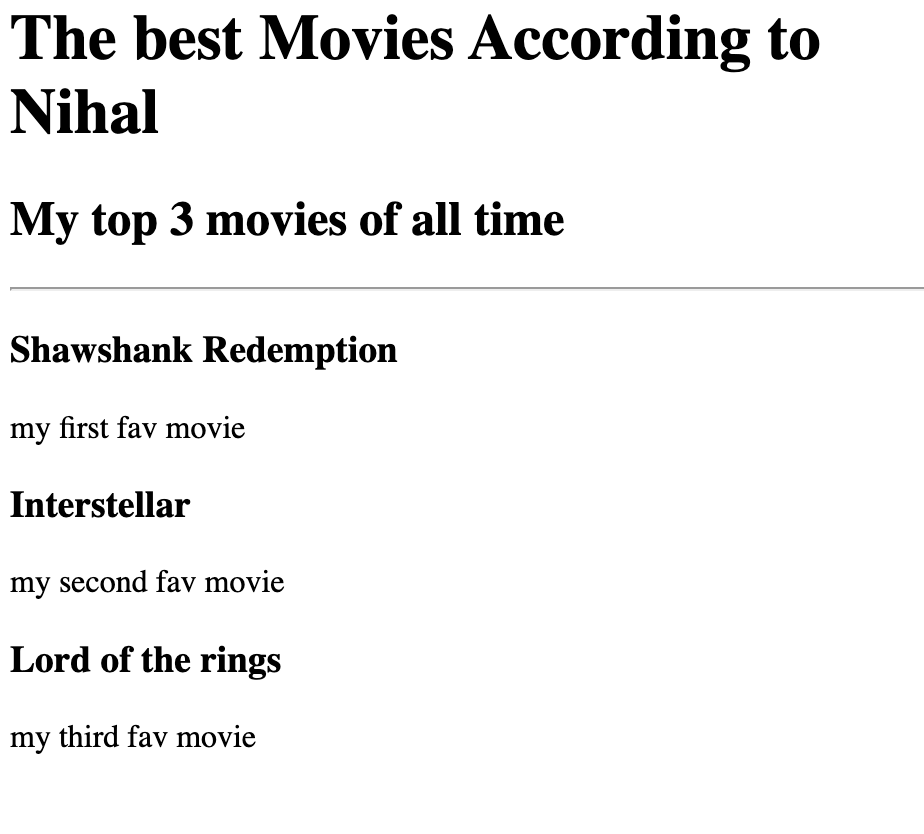 The best Movies According to
Nihal
My top 3 movies of all time
Shawshank Redemption
my first fav movie
Interstellar
my second fav movie
Lord of the rings
my third fav movie